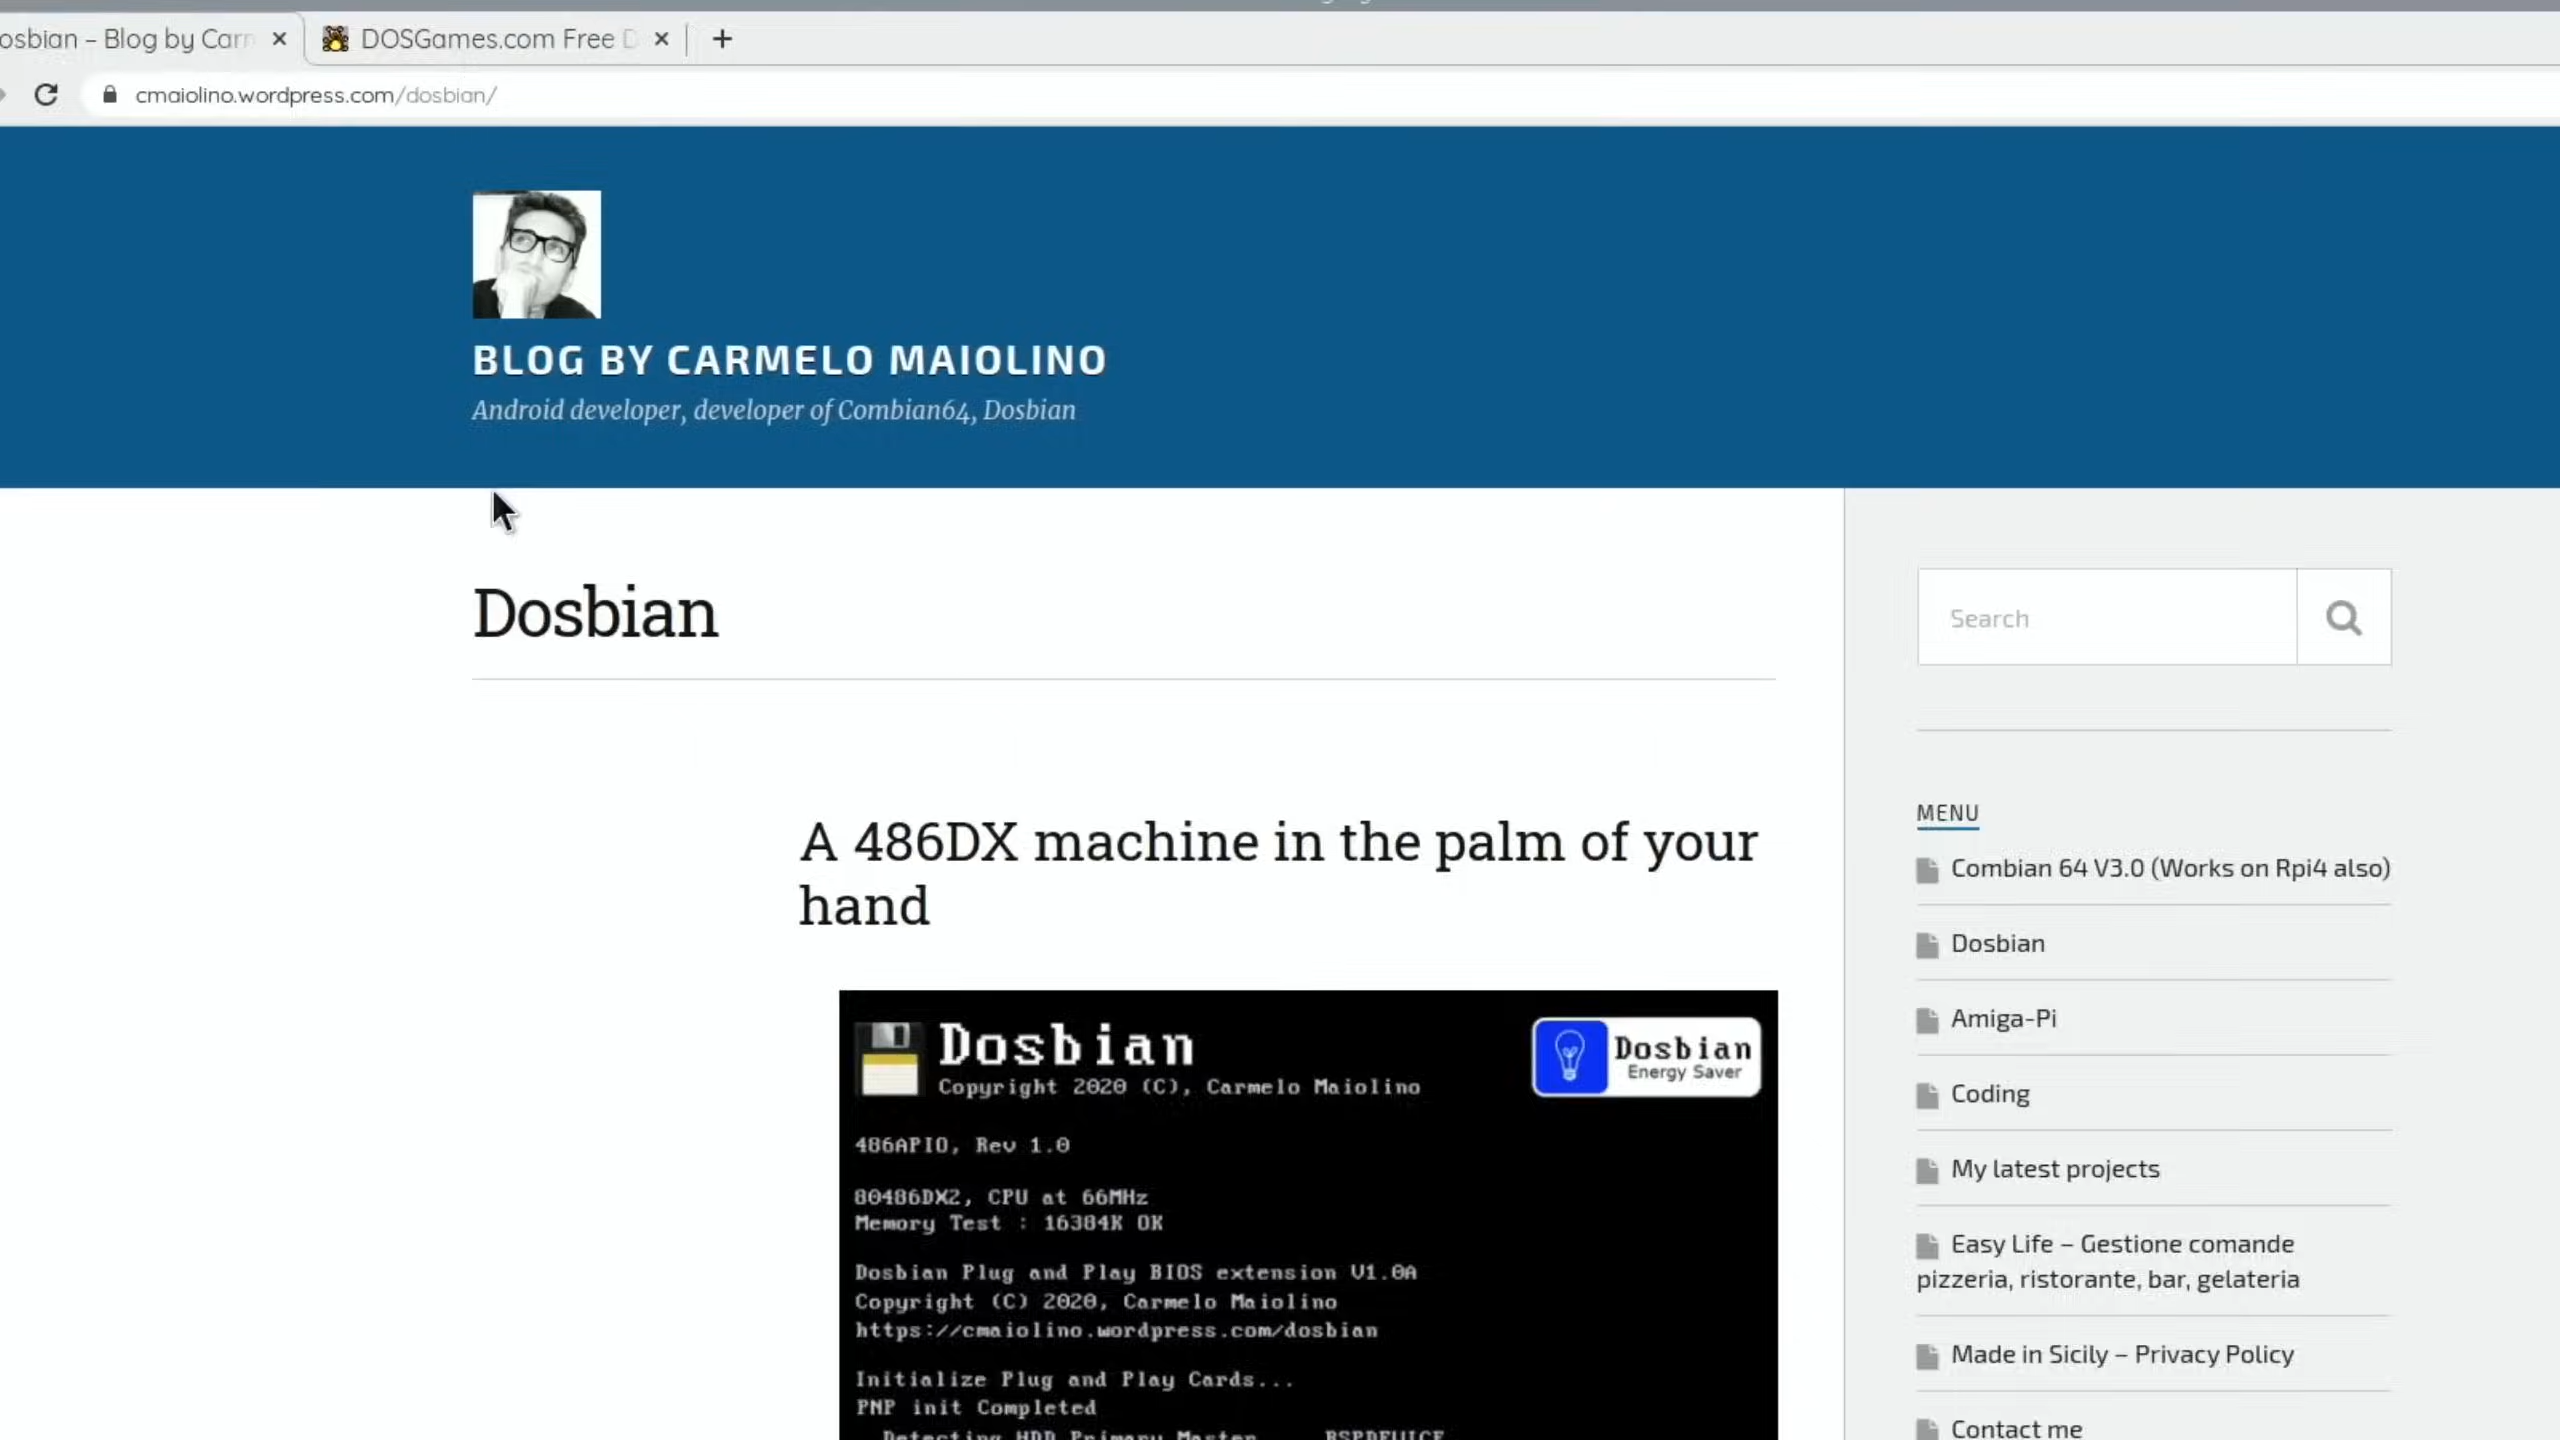 osbian – Blog by Carn
DOSGames.com Free D
cmaiolino.wordpress.com/dosbian/
BLOG BY CARMELO MAIOLINO
Android developer, developer of Combian64, Dosbian
Dosbian
Search
A 486DX machine in the palm of your
hand
MENU
Combian 64 V3.0 (Works on Rpi4 also)
Dosbian
Amiga-Pi
Coding
My latest projects
Easy Life – Gestione comande
pizzeria, ristorante, bar, gelateria
Made in Sicily – Privacy Policy
Contact me
Dosbian
Copyright 2020 (C), Carmelo Maiolino
Dosbian
Energy Saver
486APIO, Rev 1.0
80486DX2, CPU at 66MHz
Memory Test : 16384K OK
Dosbian Plug and Play BIOS extension V1.0A
Copyright (C) 2020, Carmelo Maiolino
https://cmaiolino.wordpress.com/dosbian
Initialize Plug and Play Cards...
PNP init Completed
Detecting HDD Primary Master
RSPDEVICE